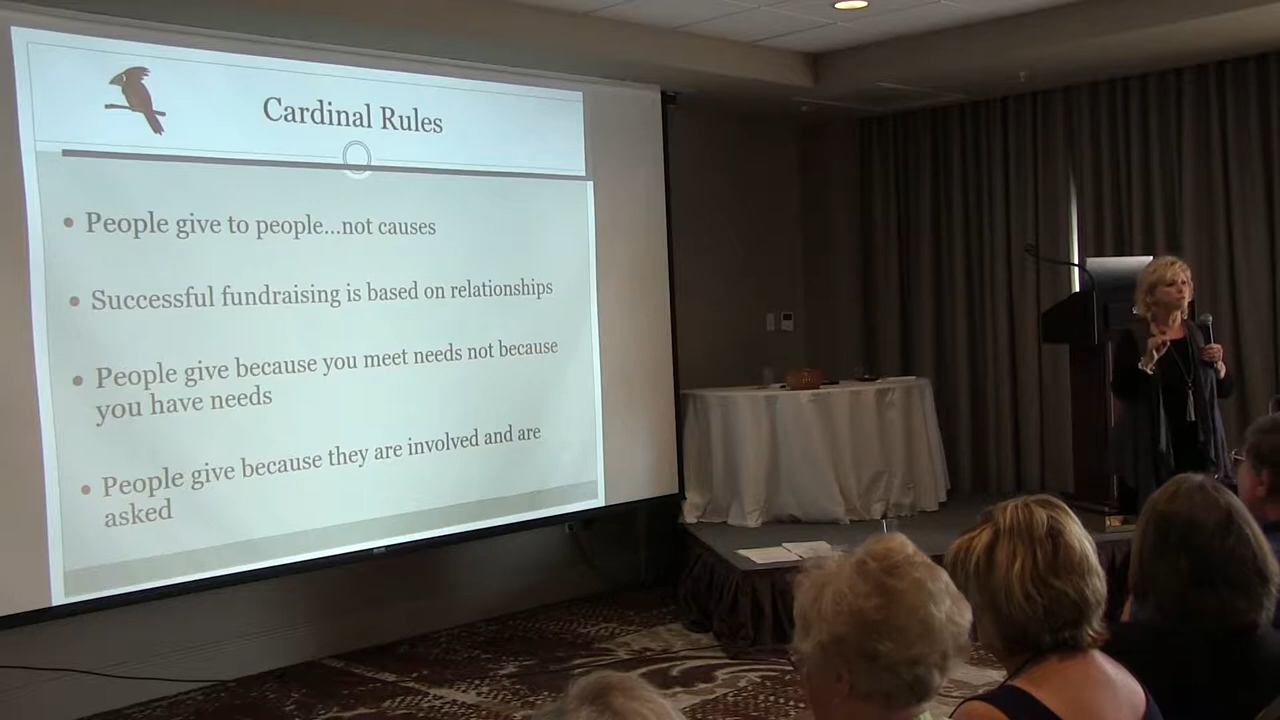 Cardinal Rules
• People give to people...not causes
• Successful fundraising is based on relationships
• People give because you meet needs not because
you have needs
• People give because they are involved and are
asked